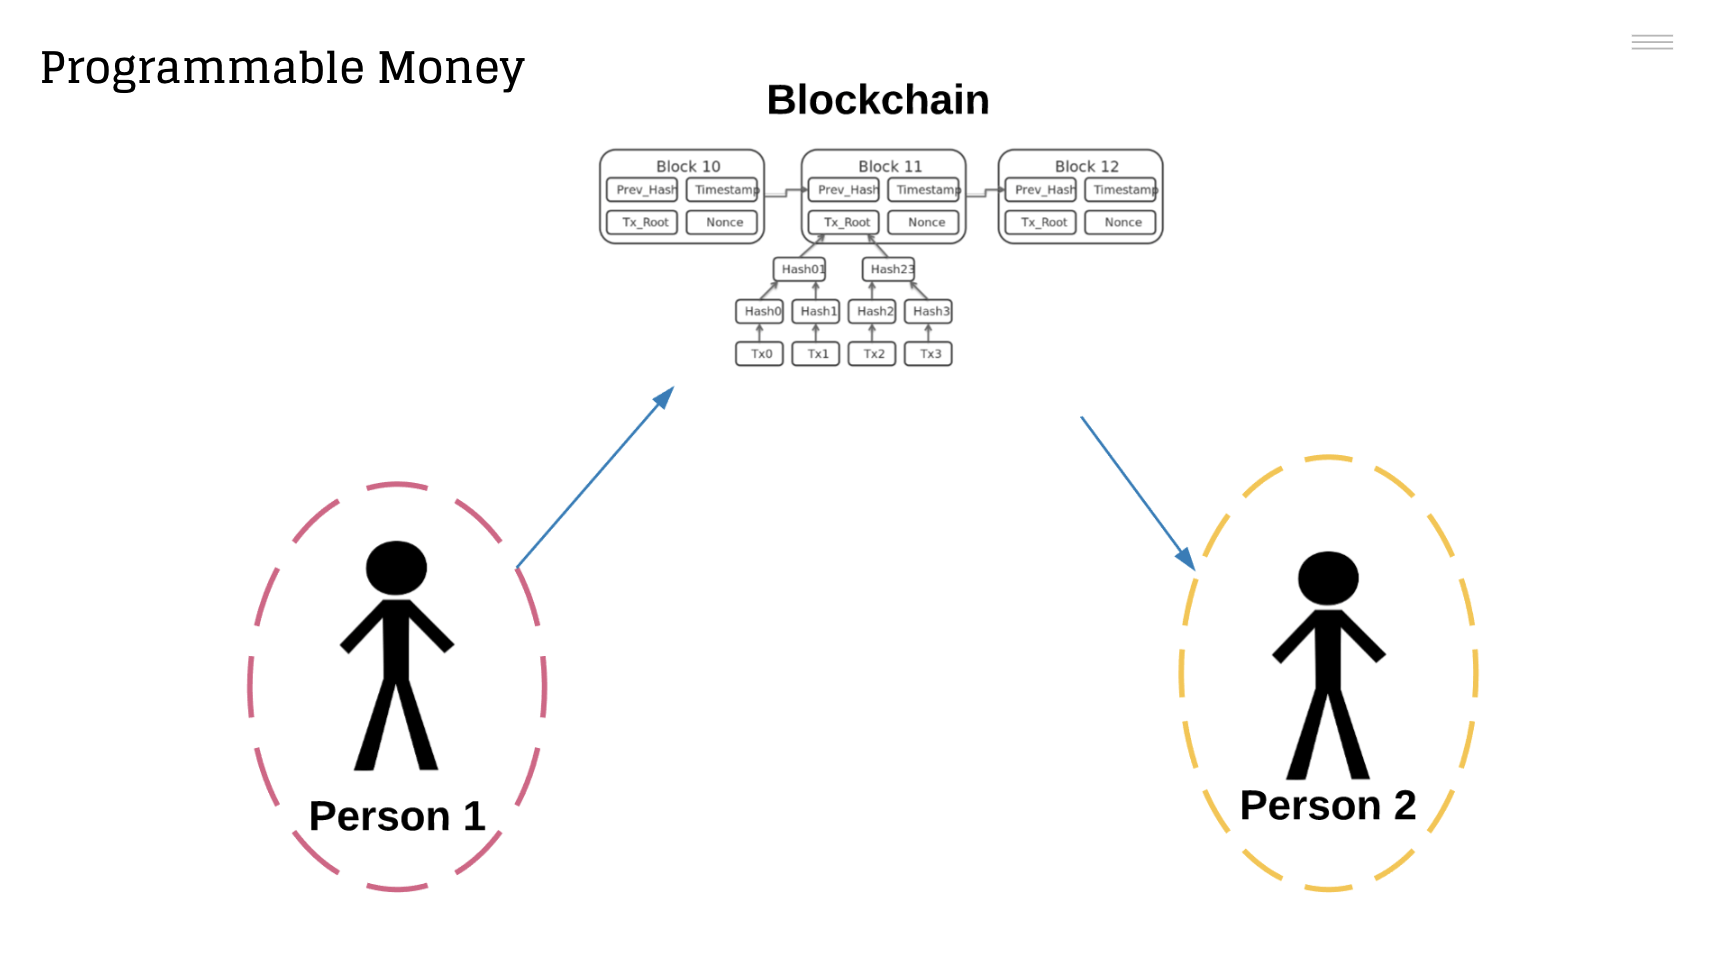 Programmable Money
Blockchain
Block 10 Block 11 Block 12
Prev_Hash Timestamp Prev_Hash Timestamp Prev_Hash Timestamp
Tx_Root Nonce Tx_Root Nonce Tx_Root Nonce
Hash01 Hash23
Hash0 Hash1 Hash2 Hash3
Tx0 Tx1 Tx2 Tx3
Person 1
Person 2